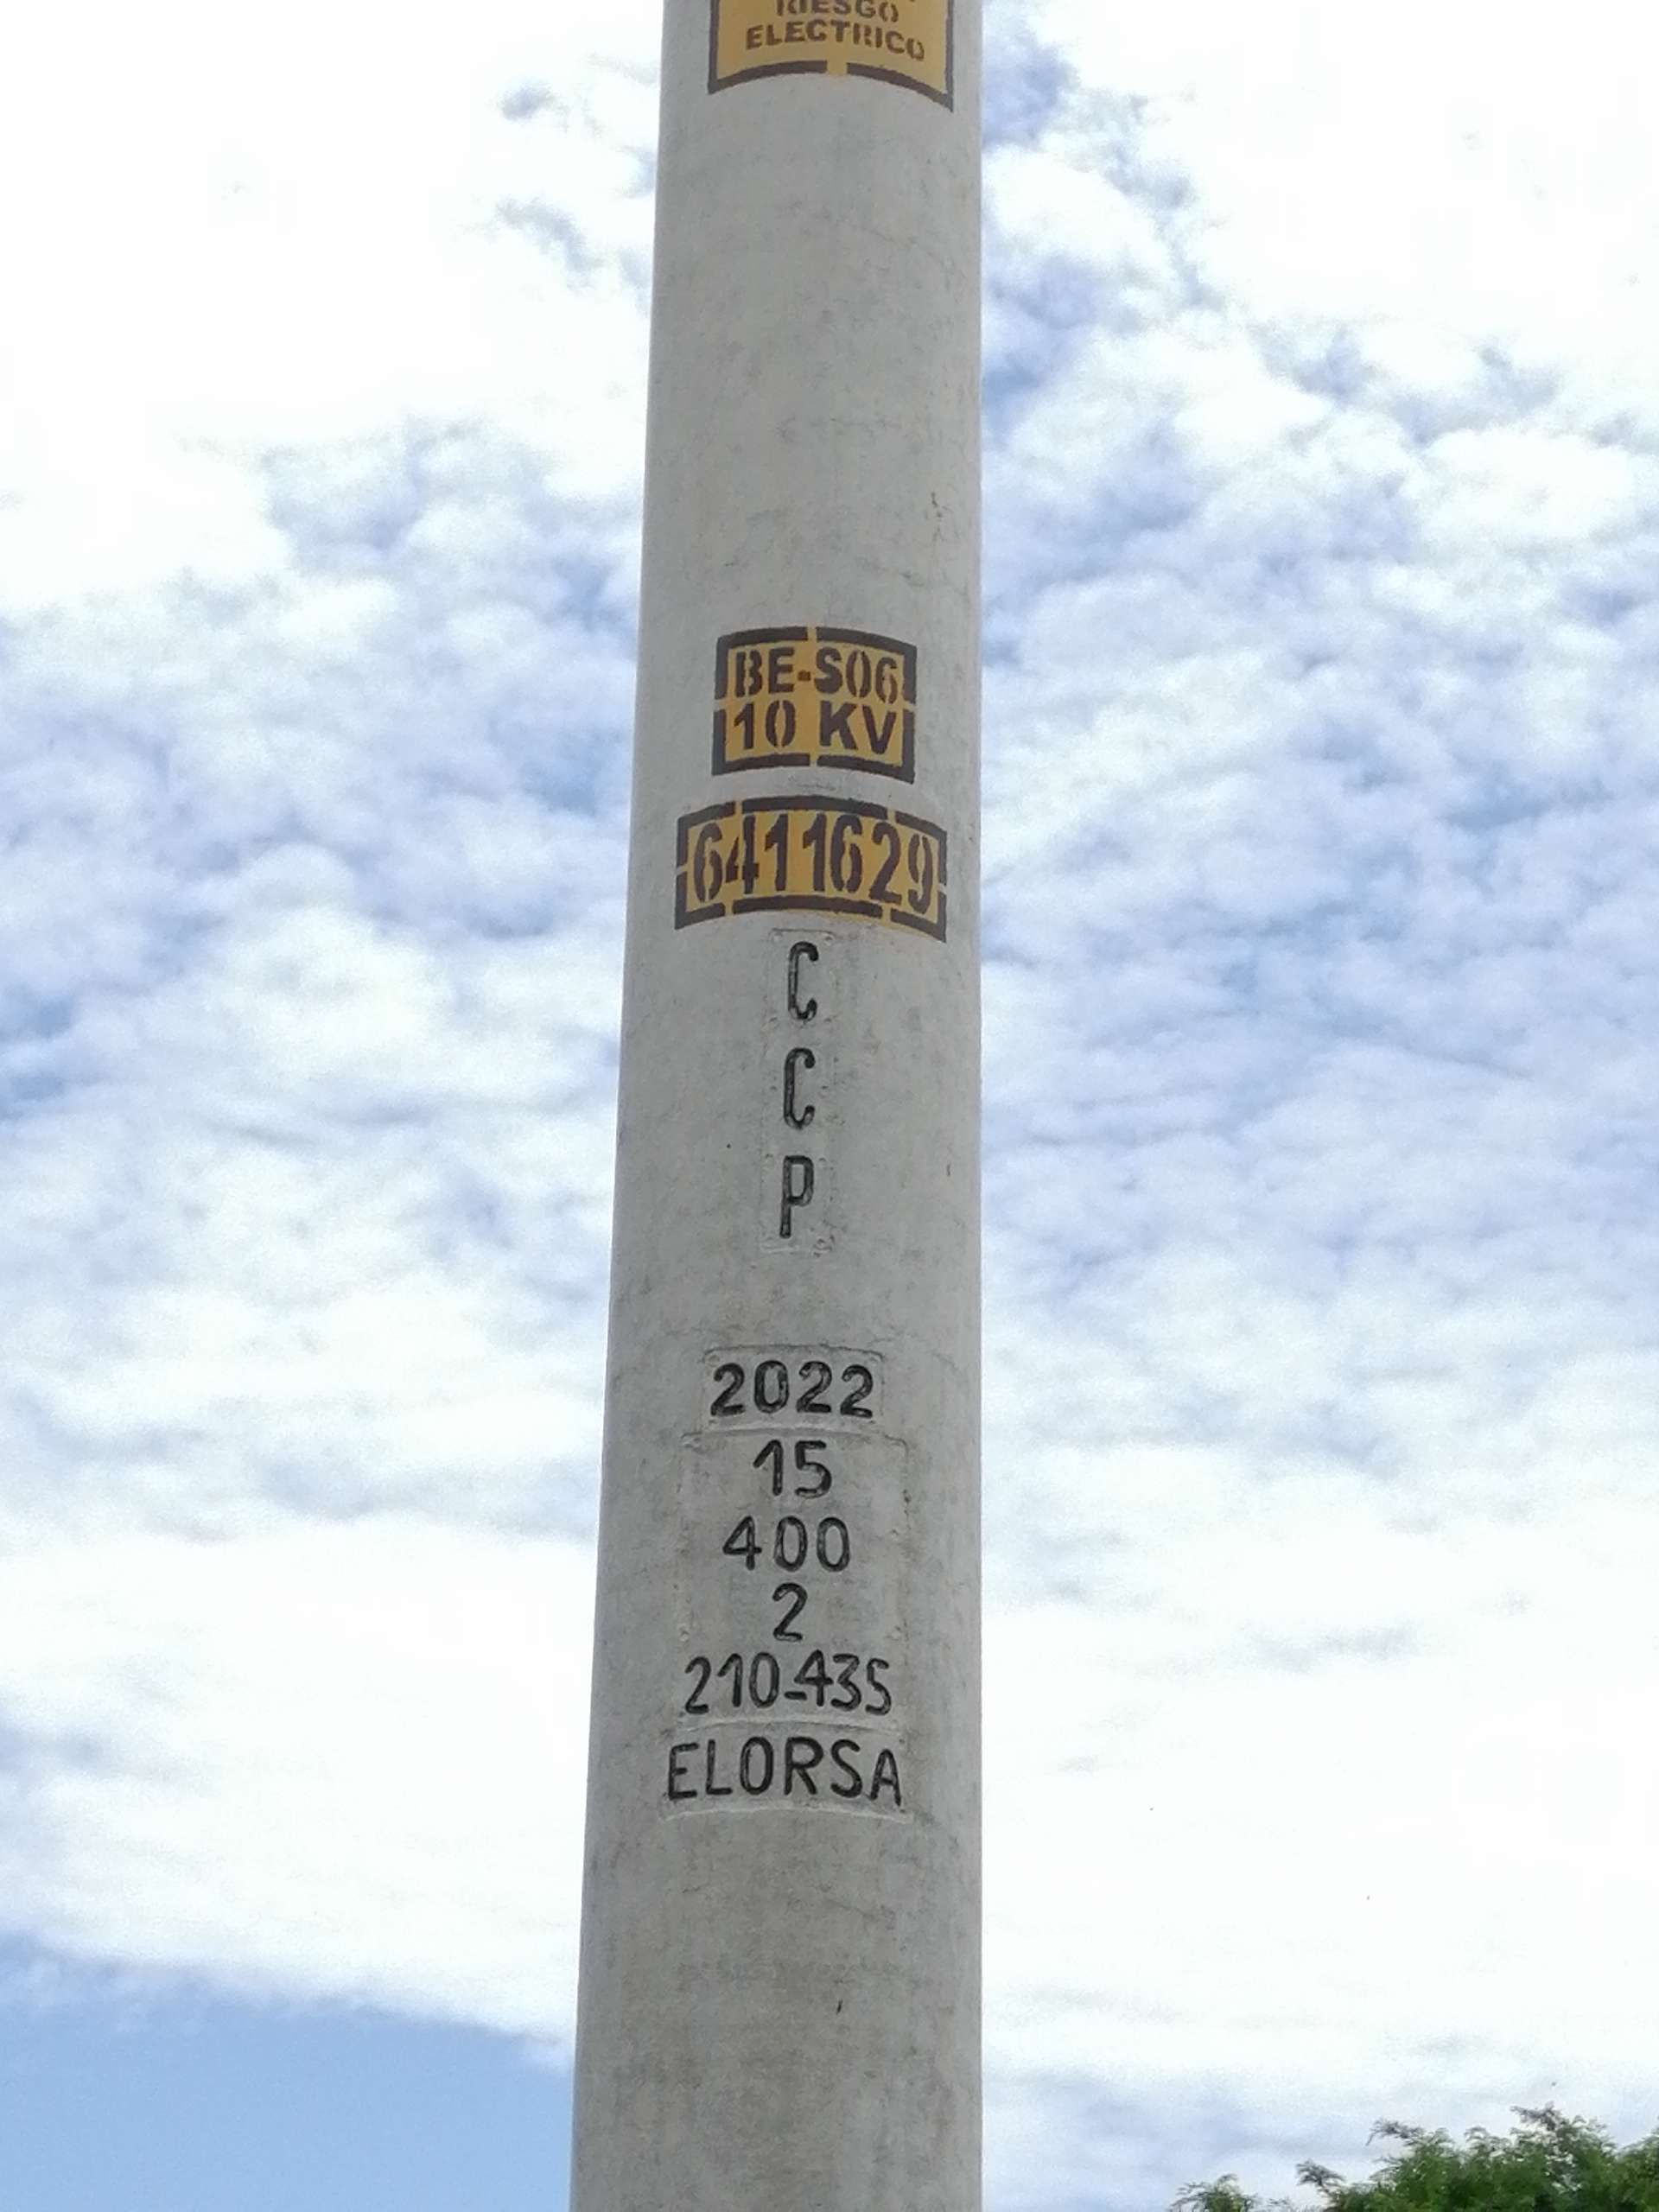 RIESGO
ELECTRICO
BE-S06
10 KV
6411629
C
C
P
2022
15
400
2
210-435
ELORSA